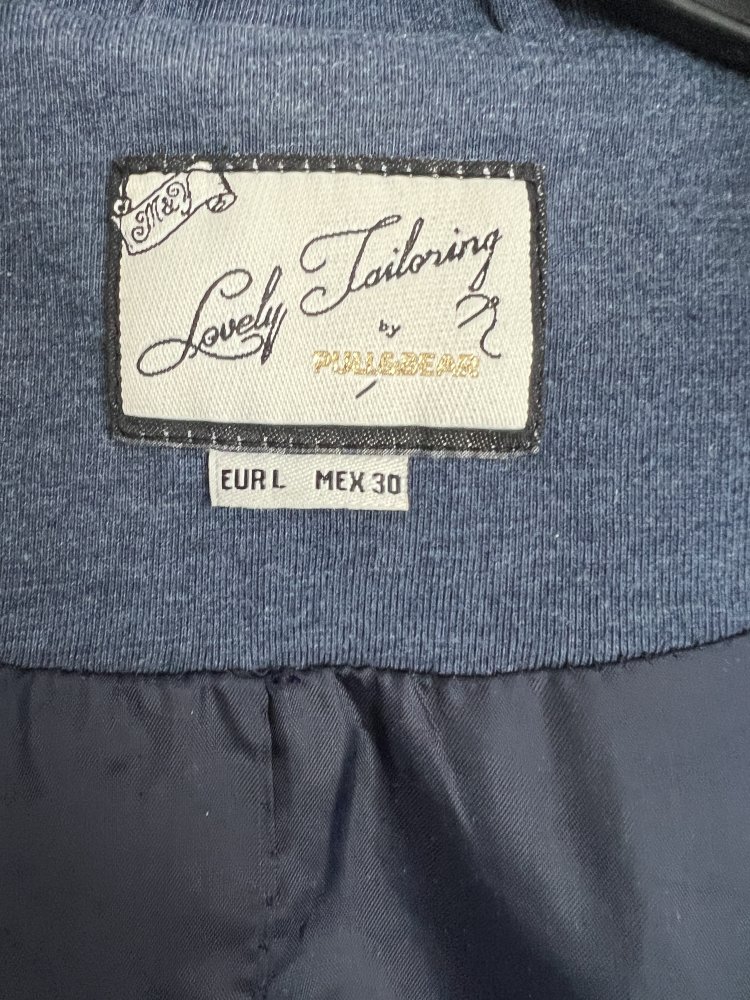 M&Y
Lovely Tailoring
by
PULL&BEAR
EUR L MEX 30